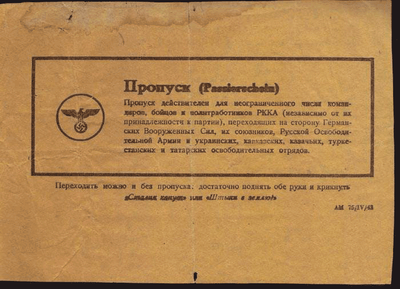 Пропуск (Passierschein)
Пропуск действителен для неограниченного числа коман-
диров, бойцов и политработников РККА (независимо от их
принадлежности к партии), переходящих на сторону Герман-
ских Вооруженных Сил, их союзников, Русской Освободи-
тельной Армии и украинских, кавказских, казачьих, турке-
станских и татарских освободительных отрядов.
Переходить можно и без пропуска: достаточно поднять обе руки и крикнуть
«Сталин капут» или «Штыки в землю»